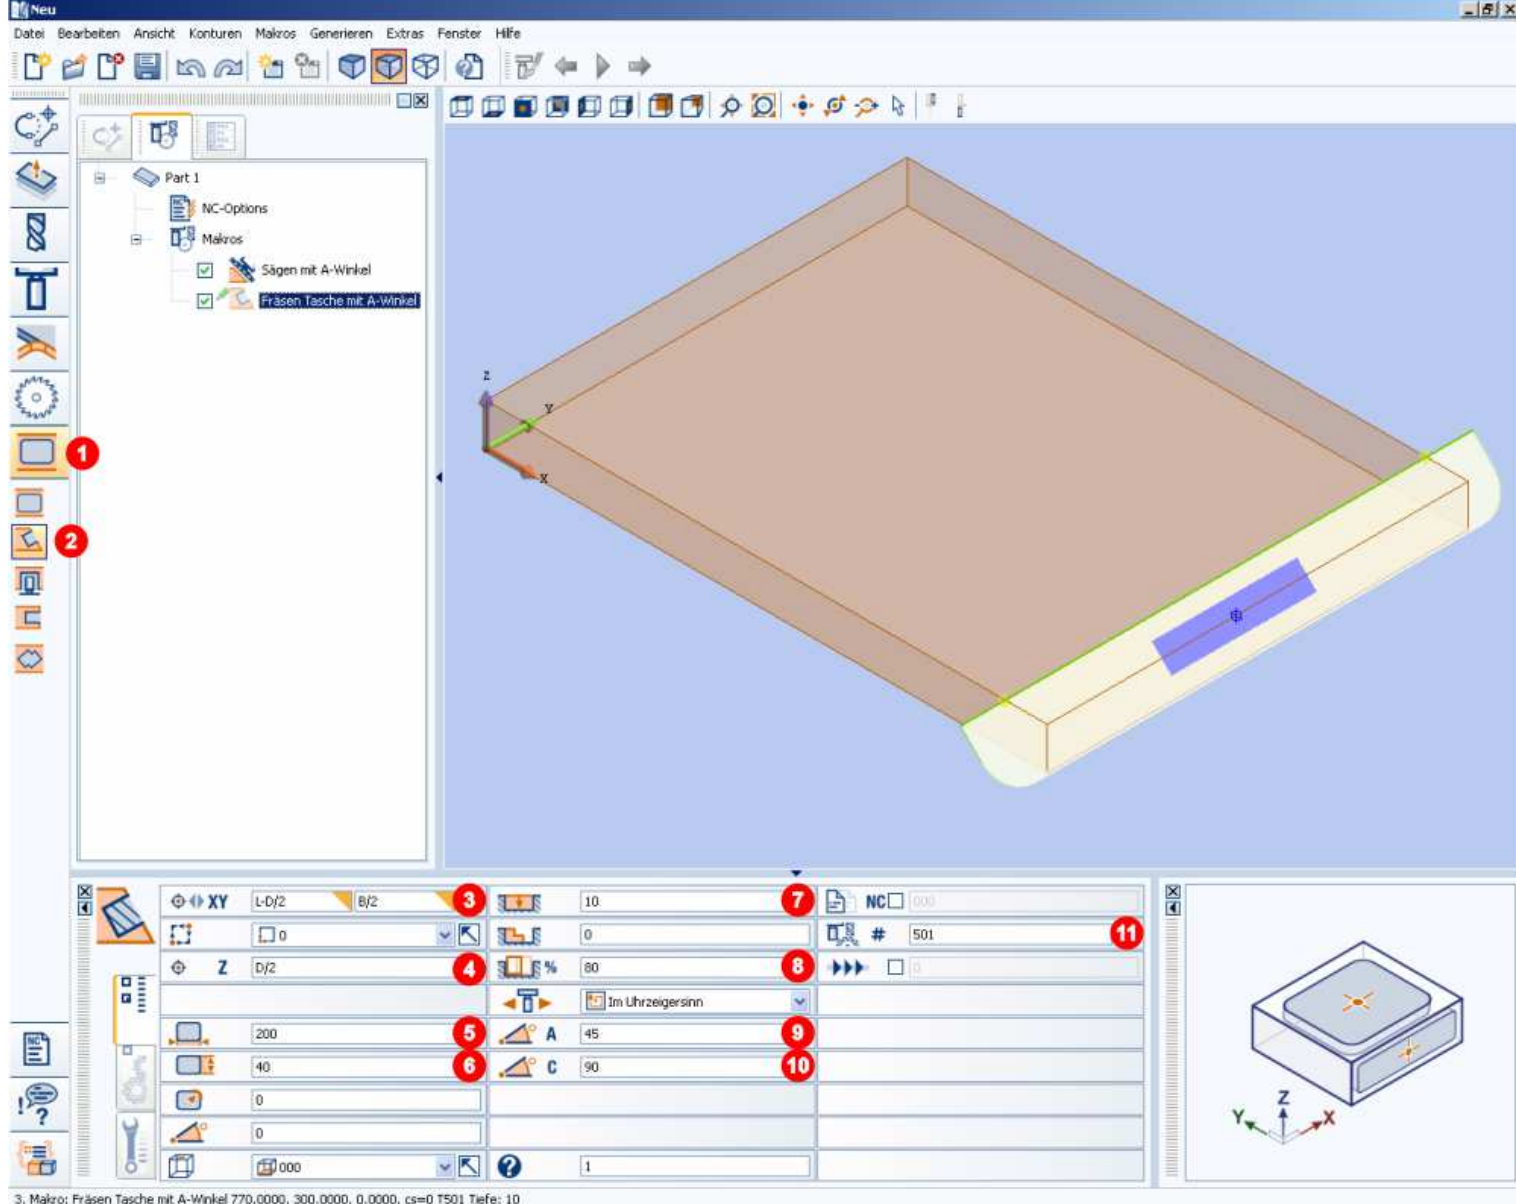 Neu
Datei Bearbeiten Ansicht Konturen Makros Generieren Extras Fenster Hilfe
Part 1
NC-Options
Makros
Sägen mit A-Winkel
Fräsen Tasche mit A-Winkel
Z
Y
X
1
2
XY L-D/2 B/2 3 10 7 NC 000
0 0 # 501 11
Z D/2 4 % 80 8 0
Im Uhrzeigersinn
200 5 A 45 9
40 6 C 90 10
0
0
000 ? 1
Z
Y X
NC
!?
3. Makro: Fräsen Tasche mit A-Winkel 770.0000, 300.0000, 0.0000, cs=0 T501 Tiefe: 10